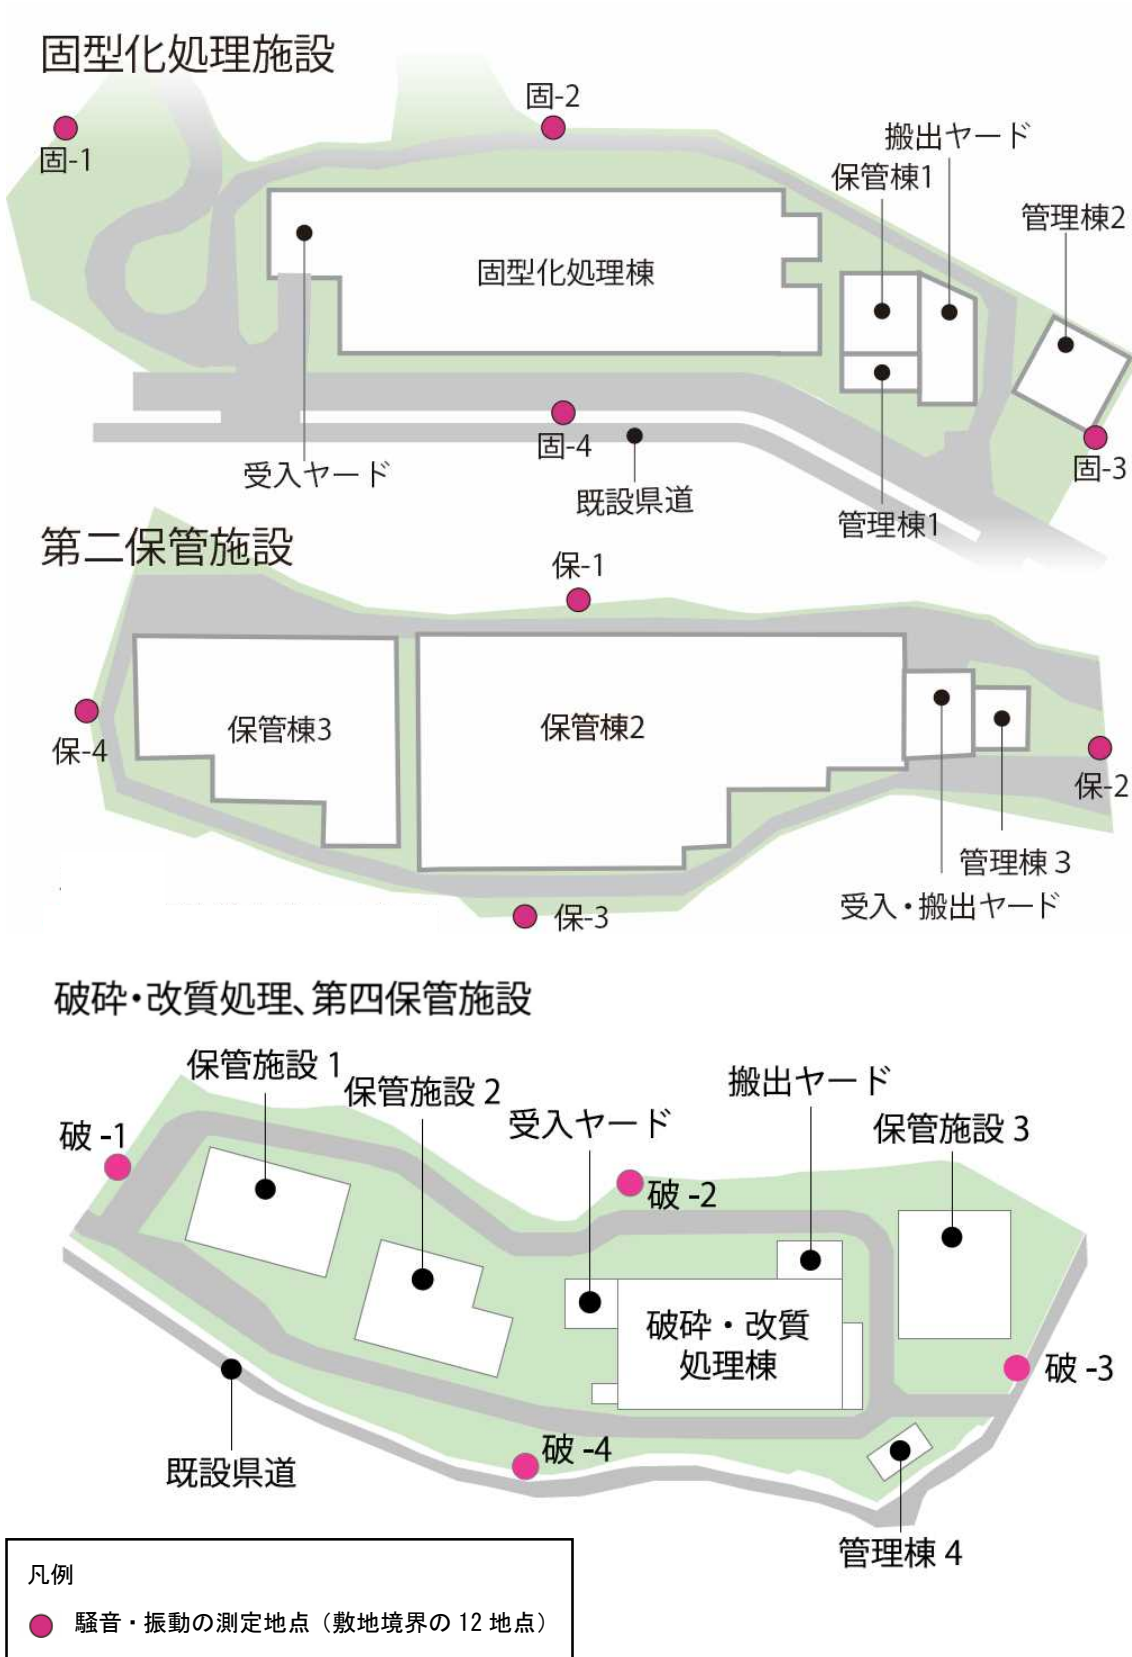 固型化処理施設
固-1
固-2
搬出ヤード
保管棟1
管理棟2
固型化処理棟
固-4
固-3
受入ヤード
既設県道
管理棟1
第二保管施設
保-1
保管棟3
保管棟2
保-4
保-2
管理棟 3
受入・搬出ヤード
保-3
破砕・改質処理、第四保管施設
保管施設 1
保管施設 2
搬出ヤード
受入ヤード
保管施設 3
破 -1
破 -2
破砕・改質
処理棟
破 -3
破 -4
既設県道
管理棟 4
凡例
騒音・振動の測定地点（敷地境界の 12 地点）